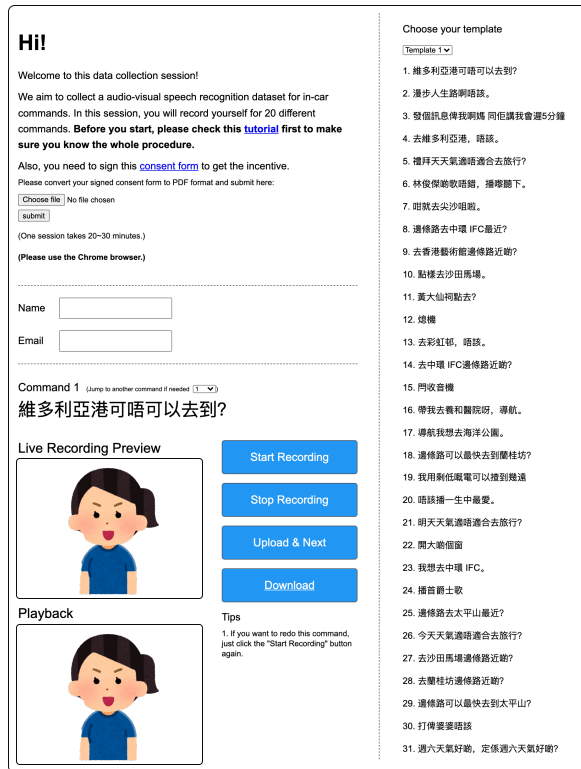 Hi!
Welcome to this data collection session!
We aim to collect a audio-visual speech recognition dataset for in-car
commands. In this session, you will record yourself for 20 different
commands. Before you start, please check this tutorial first to make
sure you know the whole procedure.
Also, you need to sign this consent form to get the incentive.
Please convert your signed consent form to PDF format and submit here:
Choose file No file chosen
submit
(One session takes 20~30 minutes.)
(Please use the Chrome browser.)
Name
Email
Command 1 (Jump to another command if needed 1 )
維多利亞港可唔可以去到?
Live Recording Preview
Start Recording
Stop Recording
Upload & Next
Download
Playback
Tips
1. If you want to redo this command,
just click the "Start Recording" button
again.
Choose your template
Template 1
1. 維多利亞港可唔可以去到?
2. 漫步人生路啊唔該。
3. 發個訊息俾我啊媽 同佢講我會遲5分鐘
4. 去維多利亞港，唔該。
5. 禮拜天天氣適唔適合去旅行?
6. 林俊傑啲歌唔錯，播嚟聽下。
7. 咁就去尖沙咀啦。
8. 邊條路去中環 IFC最近?
9. 去香港藝術館邊條路近啲?
10. 點樣去沙田馬場。
11. 黃大仙祠點去?
12. 熄機
13. 去彩虹邨，唔該。
14. 去中環 IFC邊條路近啲?
15. 閂收音機
16. 帶我去養和醫院呀，導航。
17. 導航我想去海洋公園。
18. 邊條路可以最快去到蘭桂坊?
19. 我用剩低嘅電可以揸到幾遠
20. 唔該播一生中最愛。
21. 明天天氣適唔適合去旅行?
22. 開大啲個窗
23. 我想去中環 IFC。
24. 播首爵士歌
25. 邊條路去太平山最近?
26. 今天天氣適唔適合去旅行?
27. 去沙田馬場邊條路近啲?
28. 去蘭桂坊邊條路近啲?
29. 邊條路可以最快去到太平山?
30. 打俾婆婆唔該
31. 週六天氣好啲，定係週六天氣好啲?